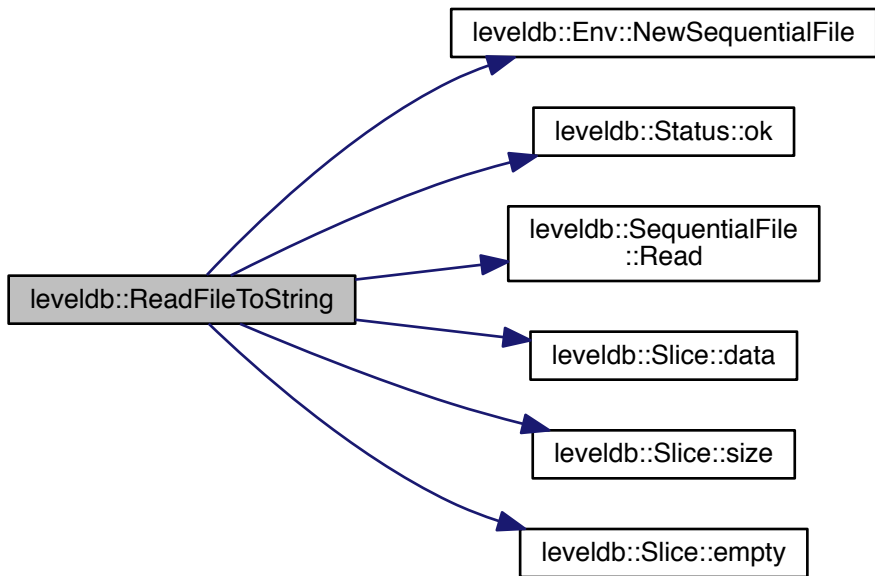 leveldb::Env::NewSequentialFile
leveldb::Status::ok
leveldb::SequentialFile
::Read
leveldb::ReadFileToString
leveldb::Slice::data
leveldb::Slice::size
leveldb::Slice::empty